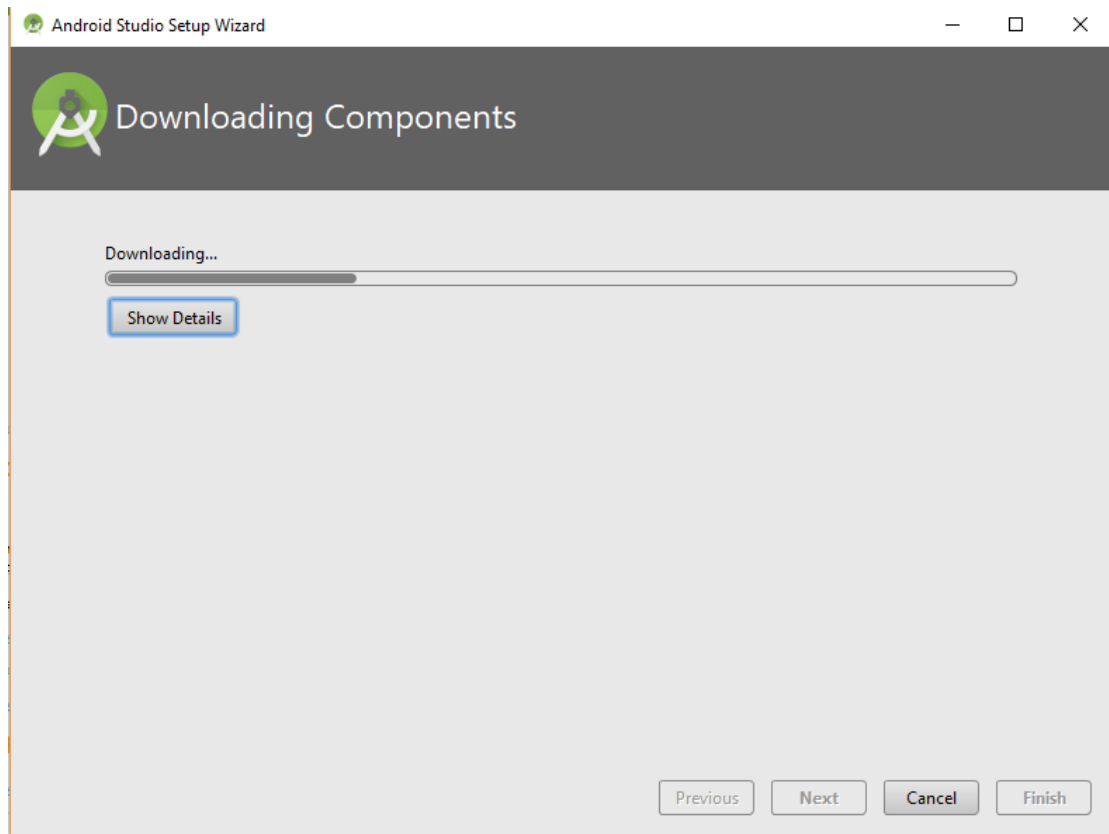 Android Studio Setup Wizard
Downloading Components
Downloading...
Show Details
Previous Next Cancel Finish